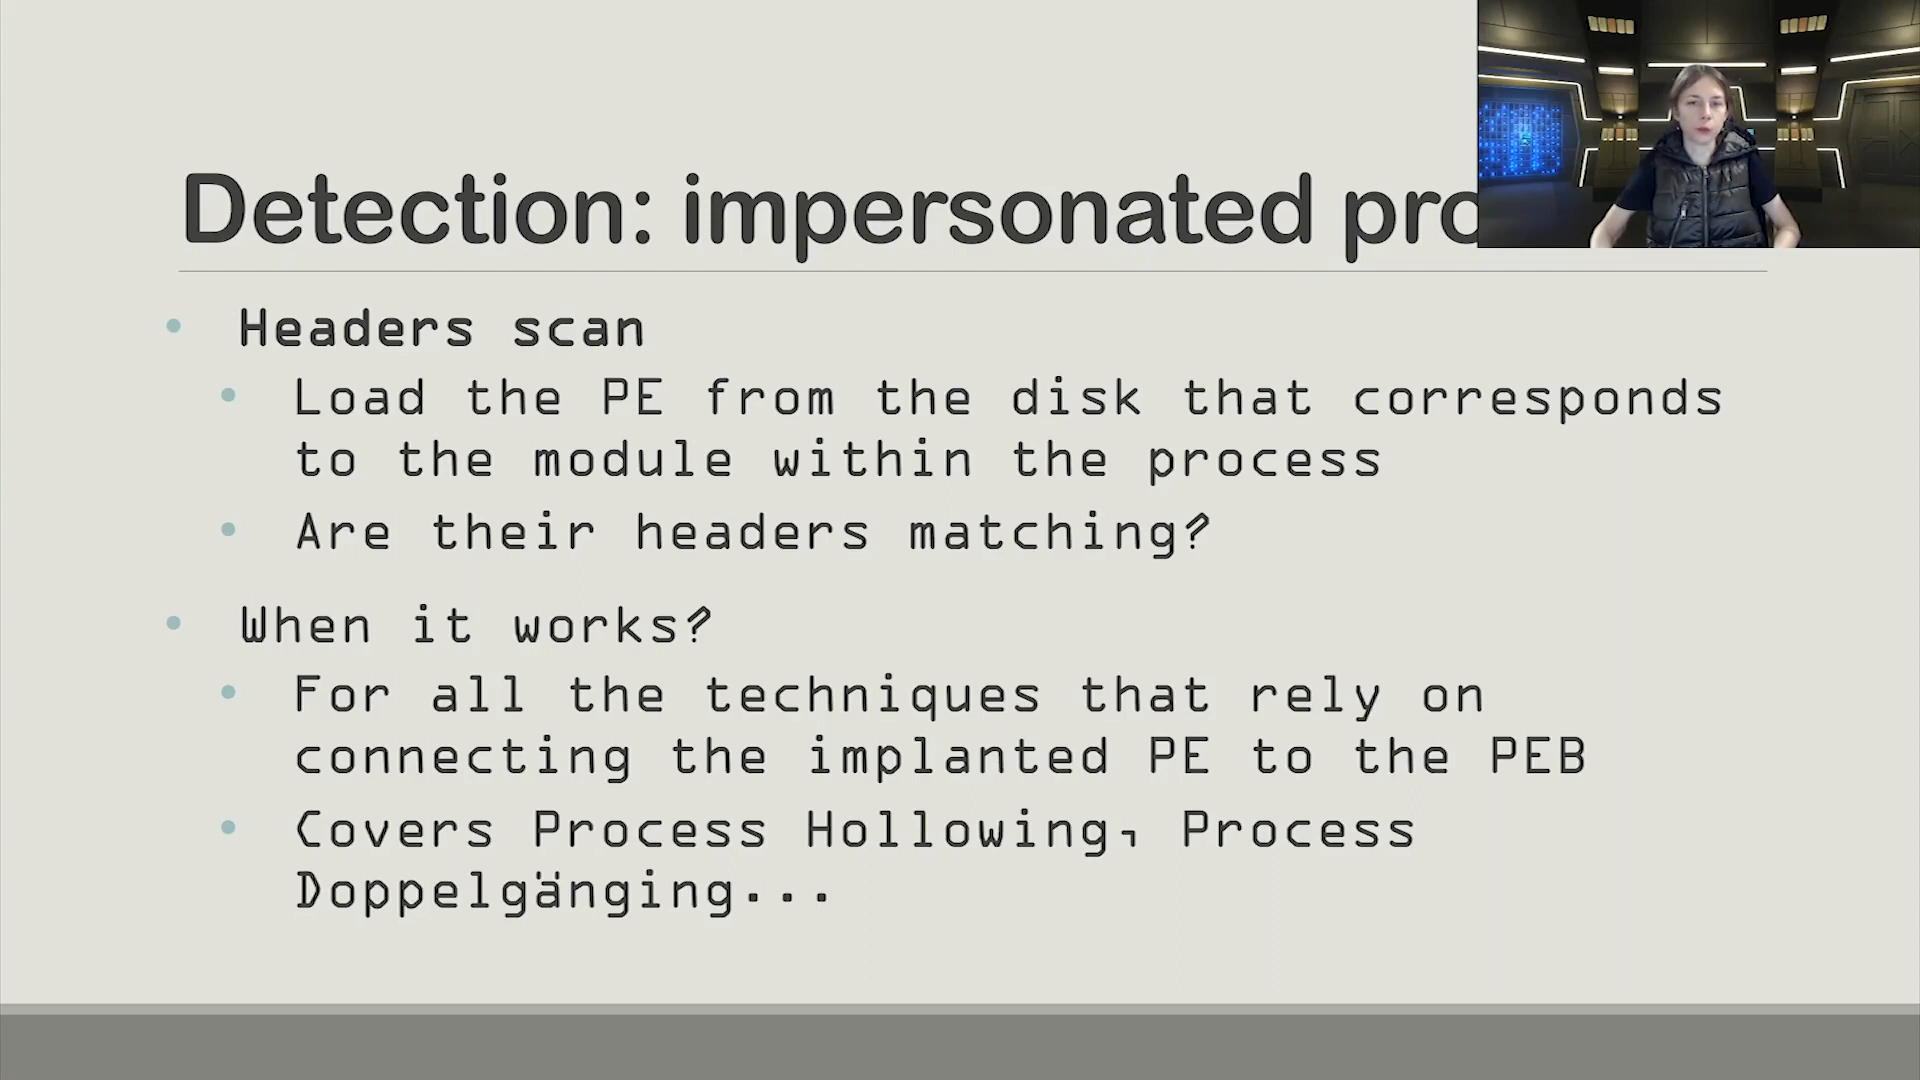 Detection: impersonated pro
Headers scan
Load the PE from the disk that corresponds
to the module within the process
Are their headers matching?
When it works?
For all the techniques that rely on
connecting the implanted PE to the PEB
Covers Process Hollowing, Process
Doppelgänging...